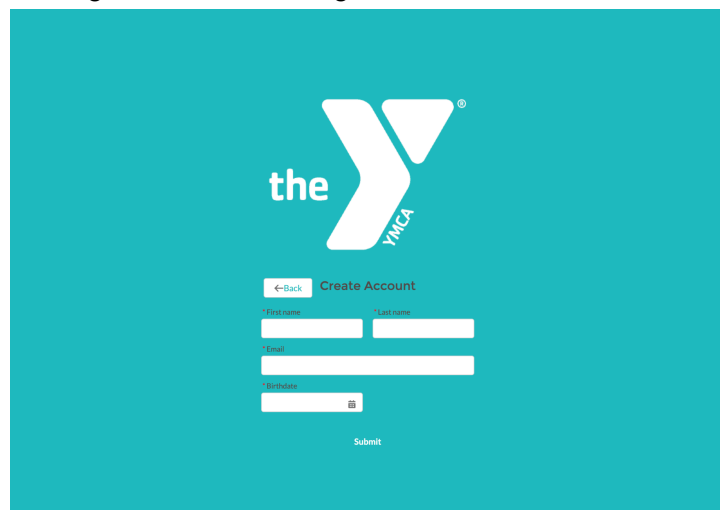 ®
the
YMCA
←Back Create Account
*First name *Last name
*Email
*Birthdate
Submit